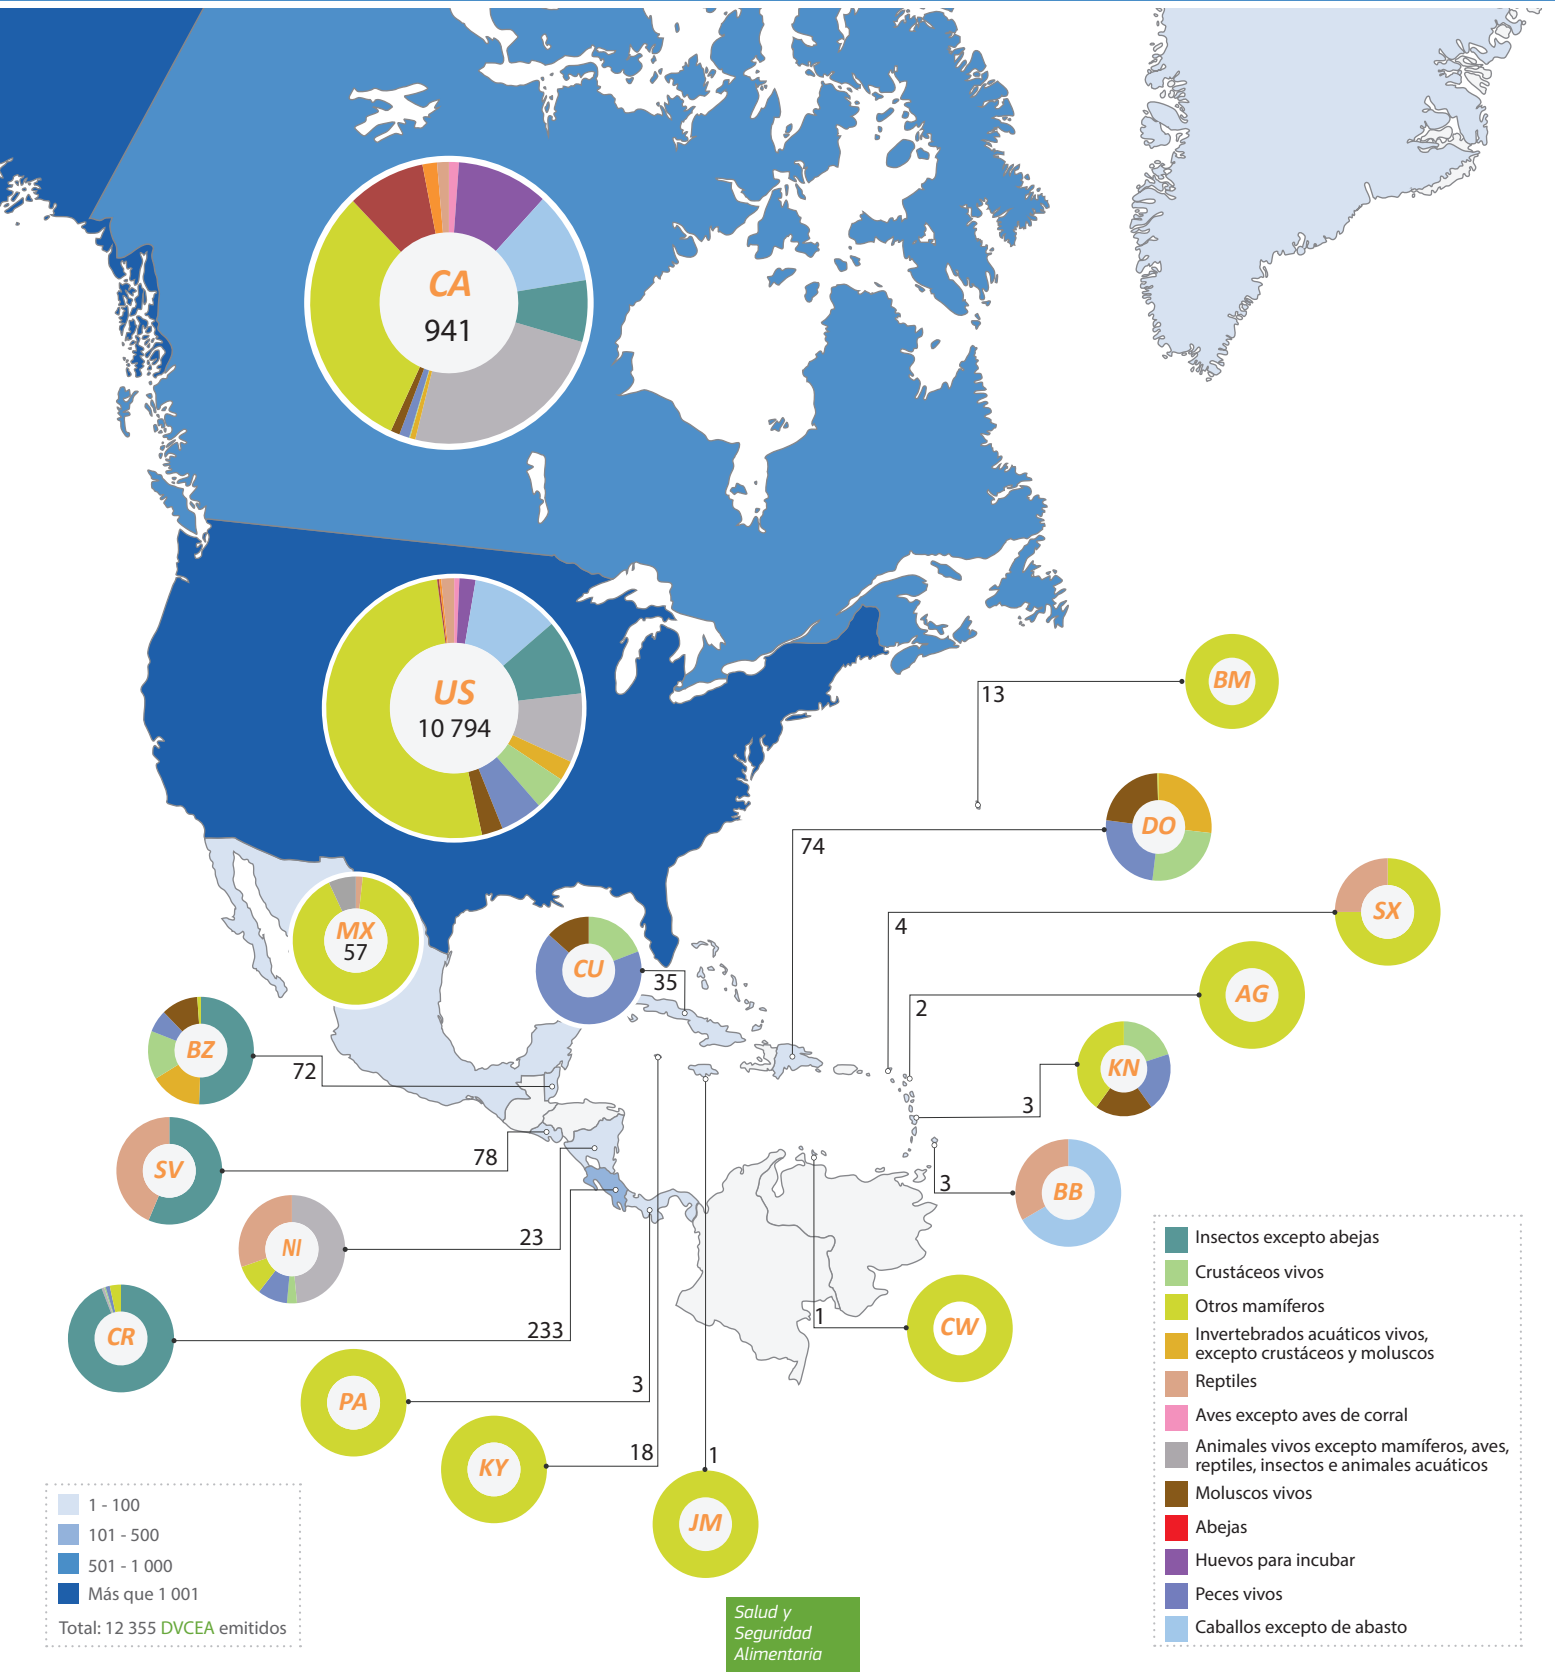 CA
941
US
10 794
BM
13
DO
74
SX
4
MX
57
CU
35
AG
2
BZ
72
KN
3
SV
78
BB
3
NI
23
CR
233
CW
1
PA
3
KY
18
JM
1
Insectos excepto abejas
Crustáceos vivos
Otros mamíferos
Invertebrados acuáticos vivos,
excepto crustáceos y moluscos
Reptiles
Aves excepto aves de corral
Animales vivos excepto mamíferos, aves,
reptiles, insectos e animales acuáticos
Moluscos vivos
Abejas
Huevos para incubar
Peces vivos
Caballos excepto de abasto
1 - 100
101 - 500
501 - 1 000
Más que 1 001
Total: 12 355 DVCEA emitidos
Salud y
Seguridad
Alimentaria